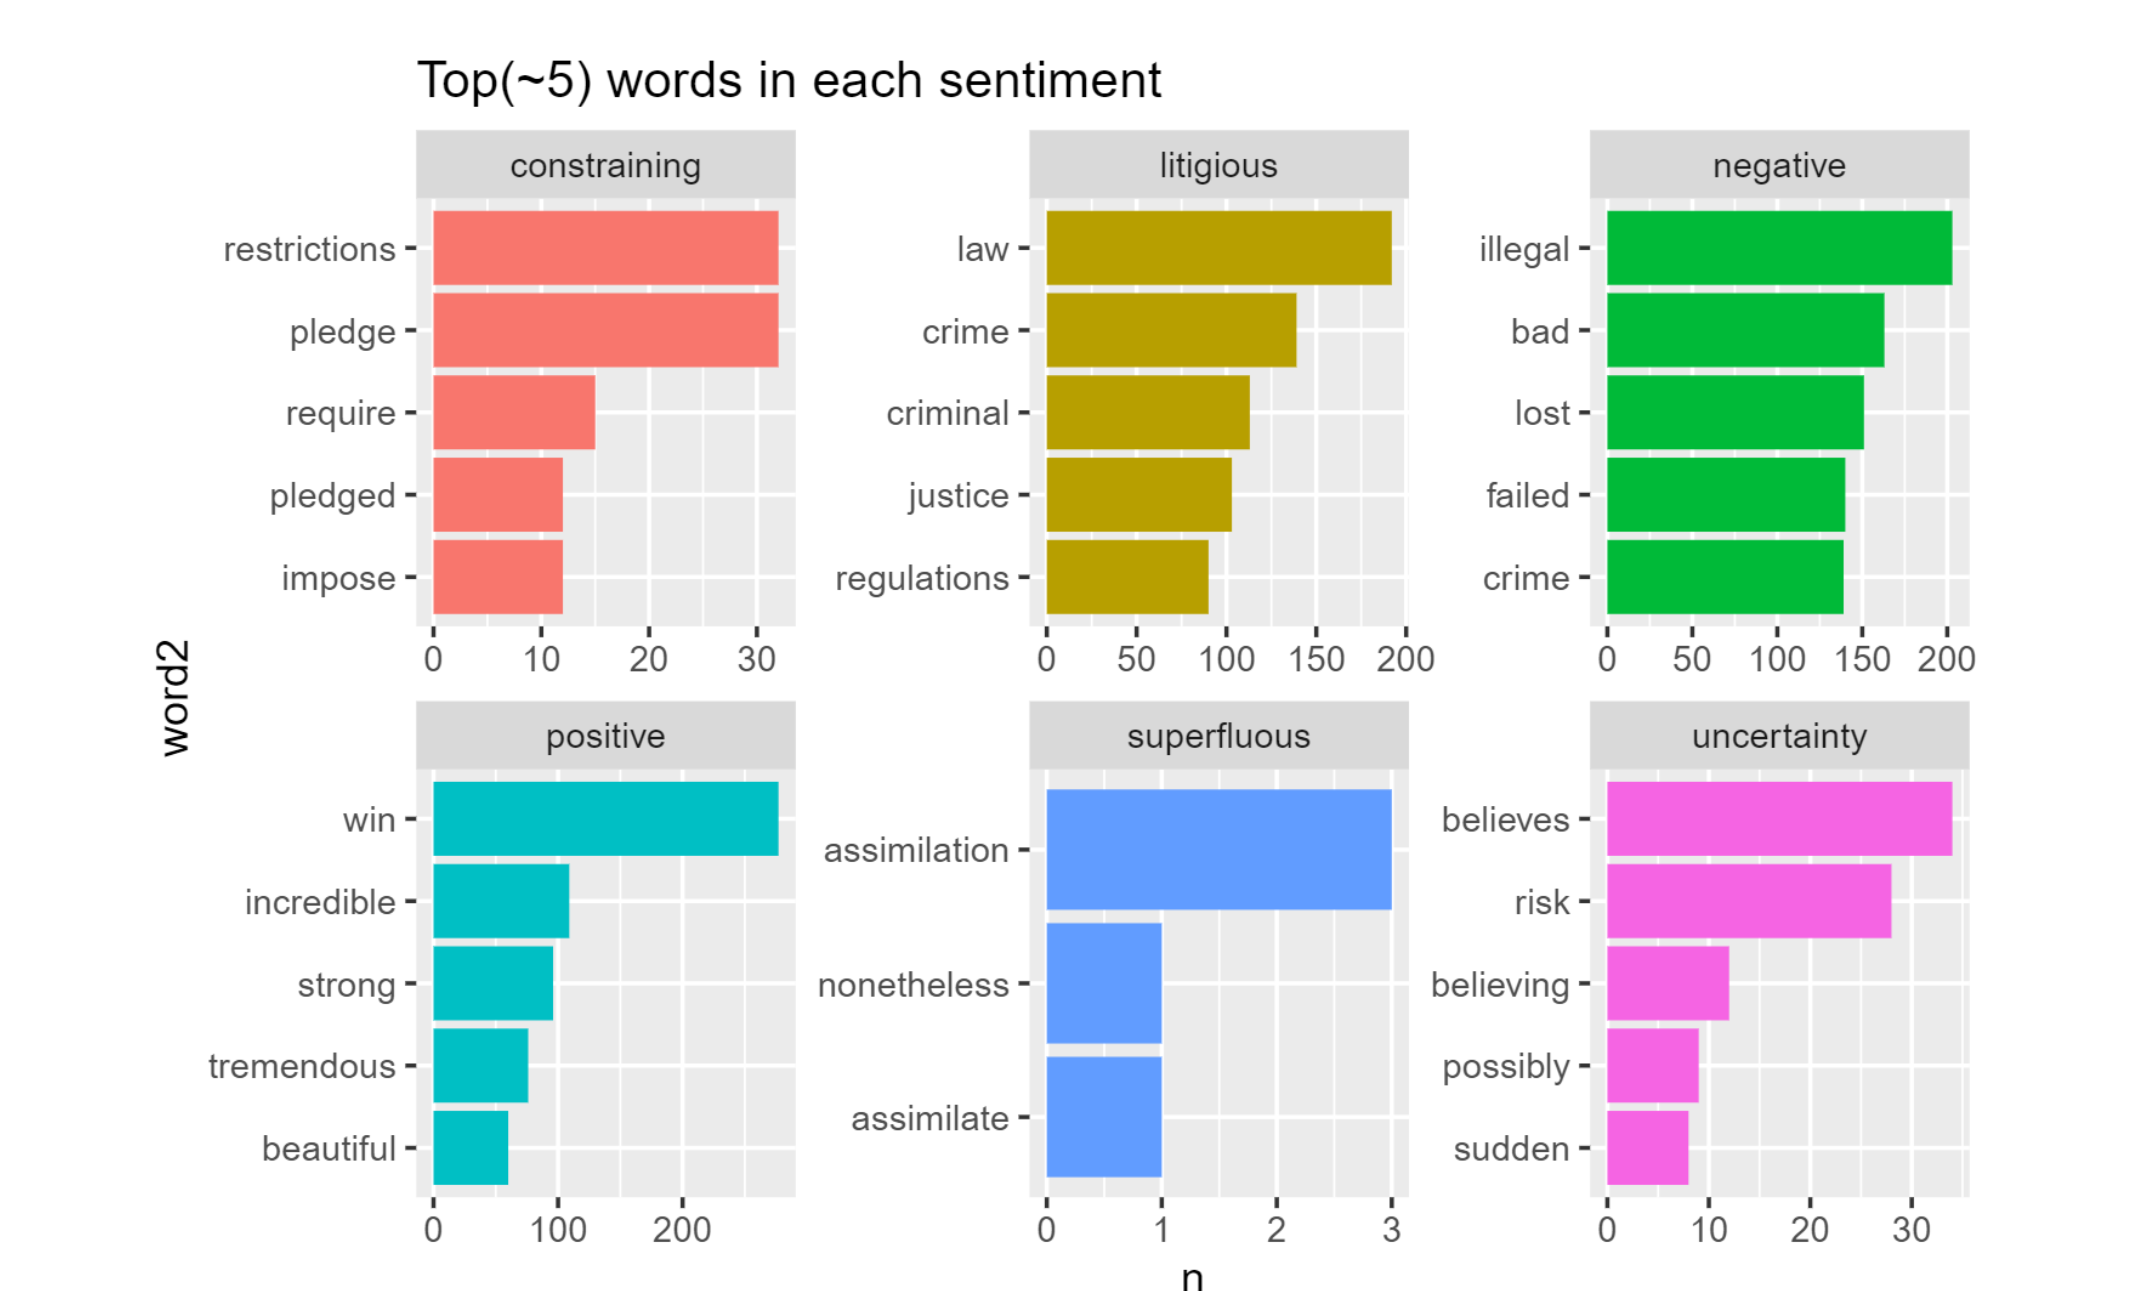 Top(~5) words in each sentiment
constraining
restrictions
pledge
require
pledged
impose
0 10 20 30
litigious
law
crime
criminal
justice
regulations
0 50 100 150 200
negative
illegal
bad
lost
failed
crime
0 50 100 150 200
word2
positive
win
incredible
strong
tremendous
beautiful
0 100 200
superfluous
assimilation
nonetheless
assimilate
0 1 2 3
uncertainty
believes
risk
believing
possibly
sudden
0 10 20 30
n